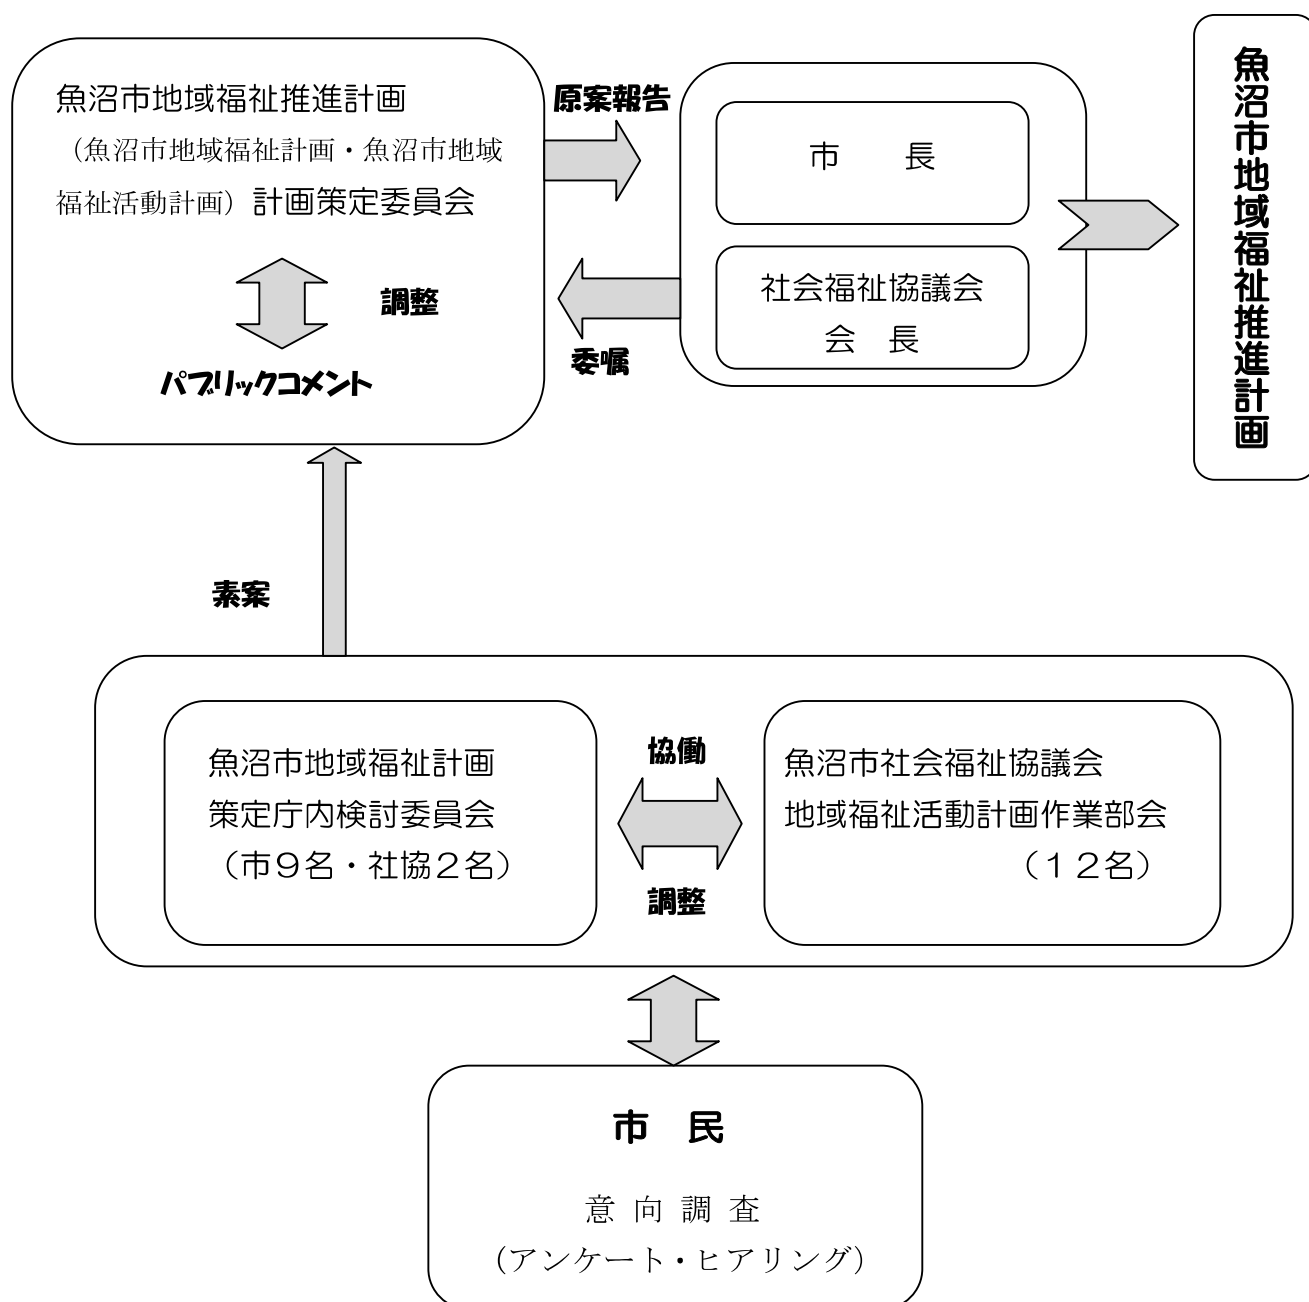 魚沼市地域福祉推進計画
（魚沼市地域福祉計画・魚沼市地域
福祉活動計画）計画策定委員会
調整
パブリックコメント
原案報告
委嘱
市　　長
社会福祉協議会
会　長
魚沼市地域福祉推進計画
素案
魚沼市地域福祉計画
策定庁内検討委員会
（市９名・社協２名）
協働
調整
魚沼市社会福祉協議会
地域福祉活動計画作業部会
（１２名）
市　民
意 向 調 査
（アンケート・ヒアリング）